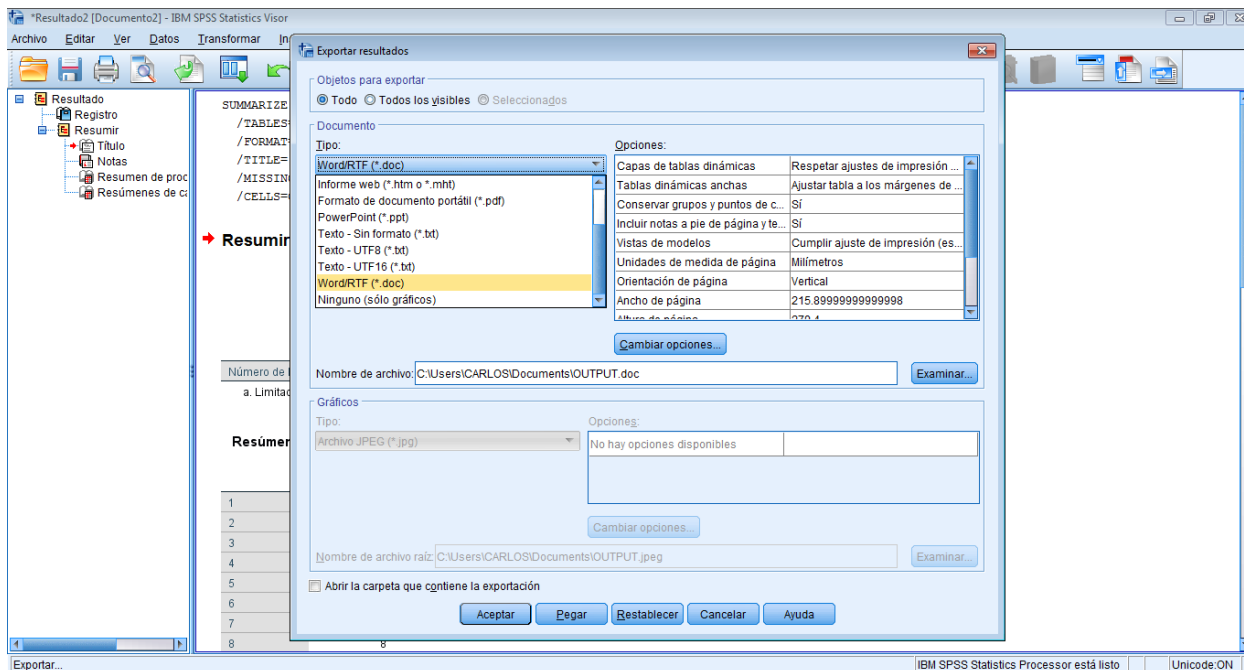 *Resultado2 [Documento2] - IBM SPSS Statistics Visor
Archivo Editar Ver Datos Transformar
Resultado
Registro
Resumir
Título
Notas
Resumen de proc
Resúmenes de
SUMMARIZE
/TABLES=
/FORMAT=
/TITLE=
/MISSING
/CELLS=
Resumir
Número de
a. Limitad
Resúmen
1
2
3
4
5
6
7
8
8
Exportar resultados
Objetos para exportar
Todo Todos los visibles Seleccionados
Documento
Tipo:
Word/RTF (*.doc)
Informe web (*.htm o *.mht)
Formato de documento portátil (*.pdf)
PowerPoint (*.ppt)
Texto - Sin formato (*.txt)
Texto - UTF8 (*.txt)
Texto - UTF16 (*.txt)
Word/RTF (*.doc)
Ninguno (sólo gráficos)
Opciones:
Capas de tablas dinámicas Respetar ajustes de impresión ...
Tablas dinámicas anchas Ajustar tabla a los márgenes de ...
Conservar grupos y puntos de c... Sí
Incluir notas a pie de página y te... Sí
Vistas de modelos Cumplir ajuste de impresión (es...
Unidades de medida de página Milímetros
Orientación de página Vertical
Ancho de página 215.89999999999998
Altura de página 279.4
Cambiar opciones...
Nombre de archivo: C:\Users\CARLOS\Documents\OUTPUT.doc Examinar...
Gráficos
Tipo:
Archivo JPEG (*.jpg)
Opciones:
No hay opciones disponibles
Cambiar opciones...
Nombre de archivo raíz: C:\Users\CARLOS\Documents\OUTPUT.jpeg Examinar...
Abrir la carpeta que contiene la exportación
Aceptar Pegar Restablecer Cancelar Ayuda
Exportar... IBM SPSS Statistics Processor está listo Unicode:ON